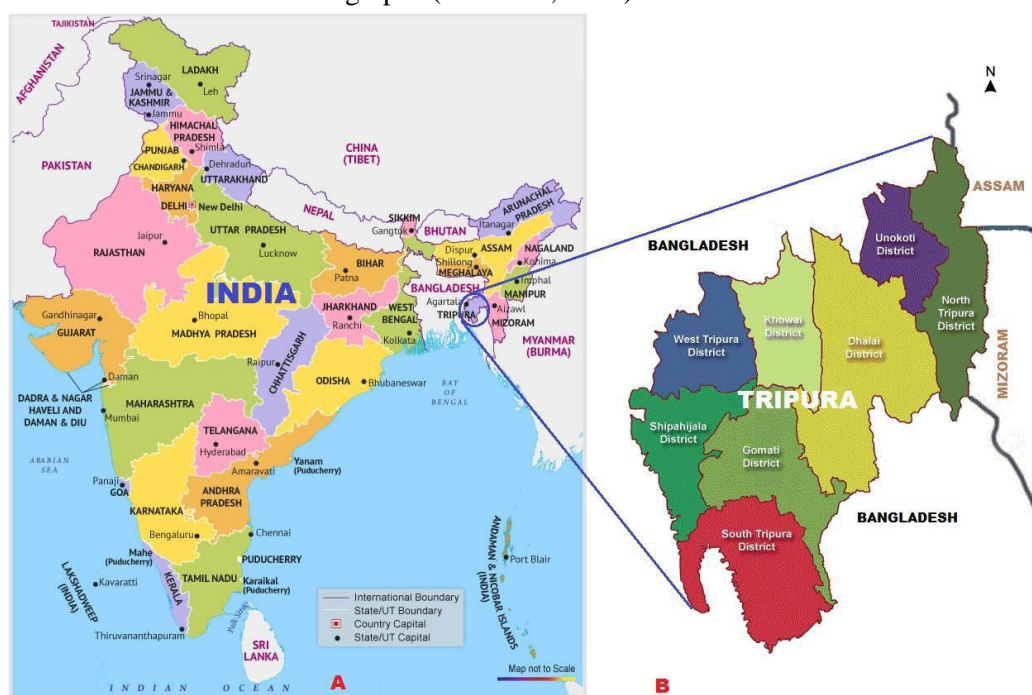 TAJIKISTAN
AFGHANISTAN
LADAKH
Leh
Srinagar
JAMMU &
KASHMIR
Jammu
HIMACHAL
PRADESH
Shimla
PUNJAB
CHANDIGARH
Dehradun
UTTARAKHAND
HARYANA
DELHI
New Delhi
PAKISTAN
CHINA
(TIBET)
NEPAL
SIKKIM
Gangtok
BHUTAN
ARUNACHAL
PRADESH
Itanagar
RAJASTHAN
Jaipur
UTTAR PRADESH
Lucknow
BIHAR
Patna
Dispur
ASSAM
Shillong
MEGHALAYA
NAGALAND
Kohima
Imphal
MANIPUR
BANGLADESH
Agartala
TRIPURA
Aizawl
MIZORAM
MYANMAR
(BURMA)
INDIA
Gandhinagar
GUJARAT
Bhopal
MADHYA PRADESH
JHARKHAND
Ranchi
WEST
BENGAL
Kolkata
CHHATTISGARH
Raipur
ODISHA
Bhubaneswar
BAY
OF
BENGAL
Daman
DADRA & NAGAR
HAVELI AND
DAMAN & DIU
Mumbai
MAHARASHTRA
TELANGANA
Hyderabad
Amaravati
Yanam
(Puducherry)
ARABIAN
SEA
Panaji
GOA
KARNATAKA
ANDHRA
PRADESH
Bengaluru
Chennai
Mahe
(Puducherry)
PUDUCHERRY
KERALA
TAMIL NADU
Karaikal
(Puducherry)
LAKSHADWEEP
(INDIA)
Kavaratti
Thiruvananthapuram
Palk Strait
SRI
LANKA
ANDAMAN & NICOBAR ISLANDS
(INDIA)
Port Blair
International Boundary
State/UT Boundary
Country Capital
State/UT Capital
Map not to Scale
INDIAN OCEAN
A
N
ASSAM
BANGLADESH
Unokoti
District
North
Tripura
District
MIZORAM
Khowai
District
Dhalai
District
West Tripura
District
TRIPURA
Shipahijala
District
Gomati
District
BANGLADESH
South Tripura
District
B